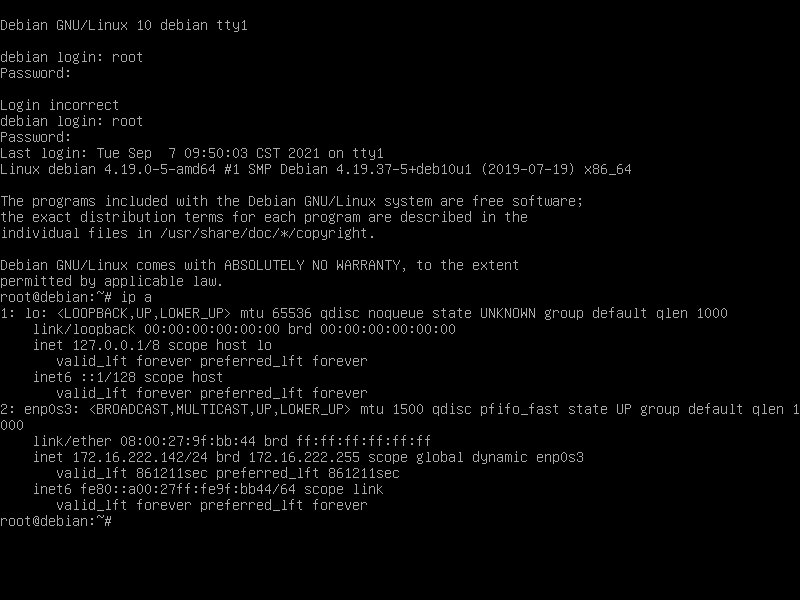 Debian GNU/Linux 10 debian tty1
debian login: root
Password:
Login incorrect
debian login: root
Password:
Last login: Tue Sep  7 09:50:03 CST 2021 on tty1
Linux debian 4.19.0-5-amd64 #1 SMP Debian 4.19.37-5+deb10u1 (2019-07-19) x86_64
The programs included with the Debian GNU/Linux system are free software;
the exact distribution terms for each program are described in the
individual files in /usr/share/doc/*/copyright.
Debian GNU/Linux comes with ABSOLUTELY NO WARRANTY, to the extent
permitted by applicable law.
root@debian:~# ip a
1: lo: <LOOPBACK,UP,LOWER_UP> mtu 65536 qdisc noqueue state UNKNOWN group default qlen 1000
    link/loopback 00:00:00:00:00:00 brd 00:00:00:00:00:00
    inet 127.0.0.1/8 scope host lo
       valid_lft forever preferred_lft forever
    inet6 ::1/128 scope host
       valid_lft forever preferred_lft forever
2: enp0s3: <BROADCAST,MULTICAST,UP,LOWER_UP> mtu 1500 qdisc pfifo_fast state UP group default qlen 1
000
    link/ether 08:00:27:9f:bb:44 brd ff:ff:ff:ff:ff:ff
    inet 172.16.222.142/24 brd 172.16.222.255 scope global dynamic enp0s3
       valid_lft 861211sec preferred_lft 861211sec
    inet6 fe80::a00:27ff:fe9f:bb44/64 scope link
       valid_lft forever preferred_lft forever
root@debian:~#